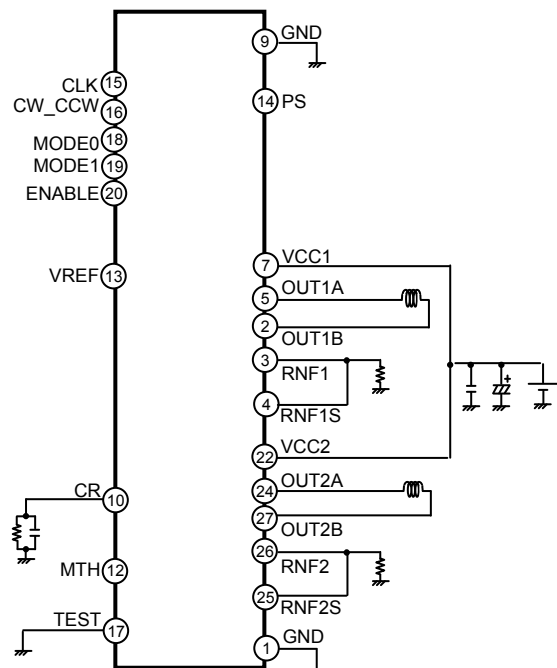 9 GND
15 CLK
14 PS
16 CW_CCW
18 MODE0
19 MODE1
20 ENABLE
7 VCC1
13 VREF
5 OUT1A
2 OUT1B
3 RNF1
4 RNF1S
+
22 VCC2
24 OUT2A
10 CR
27 OUT2B
26 RNF2
12 MTH
25 RNF2S
17 TEST
1 GND